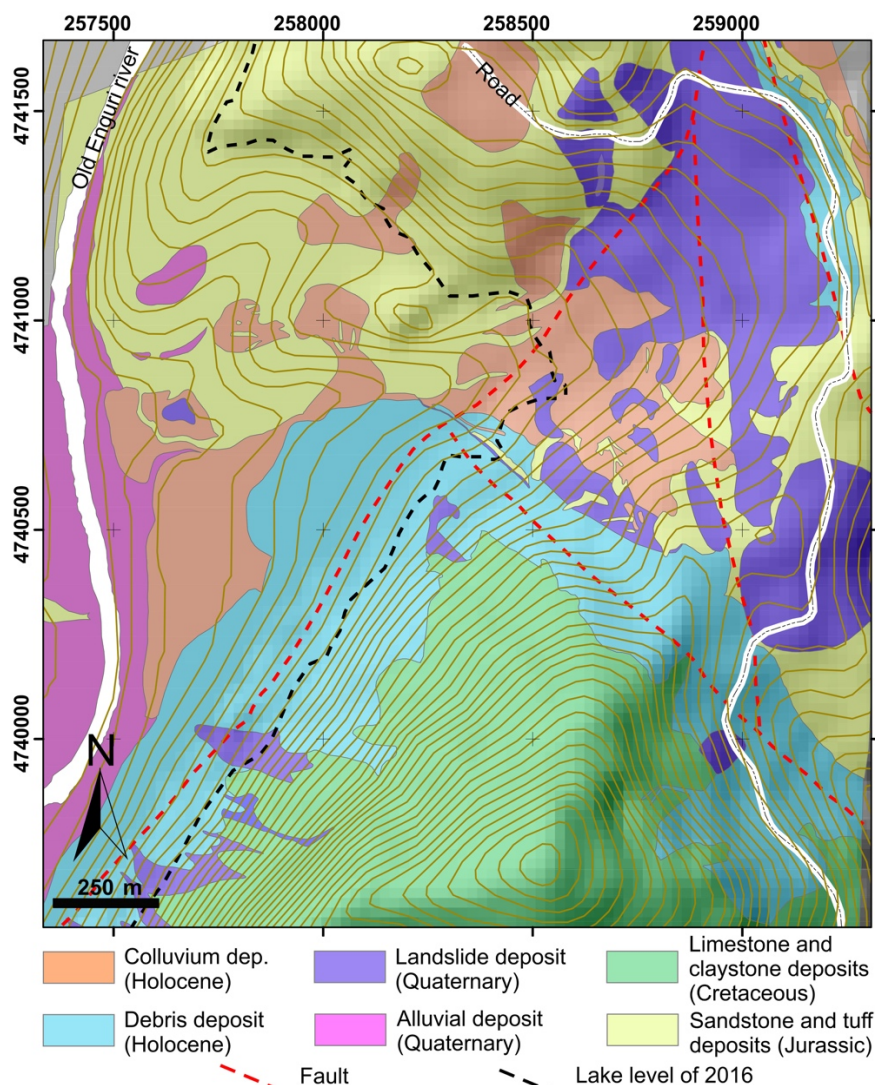 257500 258000 258500 259000
4741500
4741000
4740500
4740000
Old Enguri river
Road
N
250 m
Colluvium dep.
(Holocene)
Landslide deposit
(Quaternary)
Limestone and
claystone deposits
(Cretaceous)
Debris deposit
(Holocene)
Alluvial deposit
(Quaternary)
Sandstone and tuff
deposits (Jurassic)
Fault
Lake level of 2016